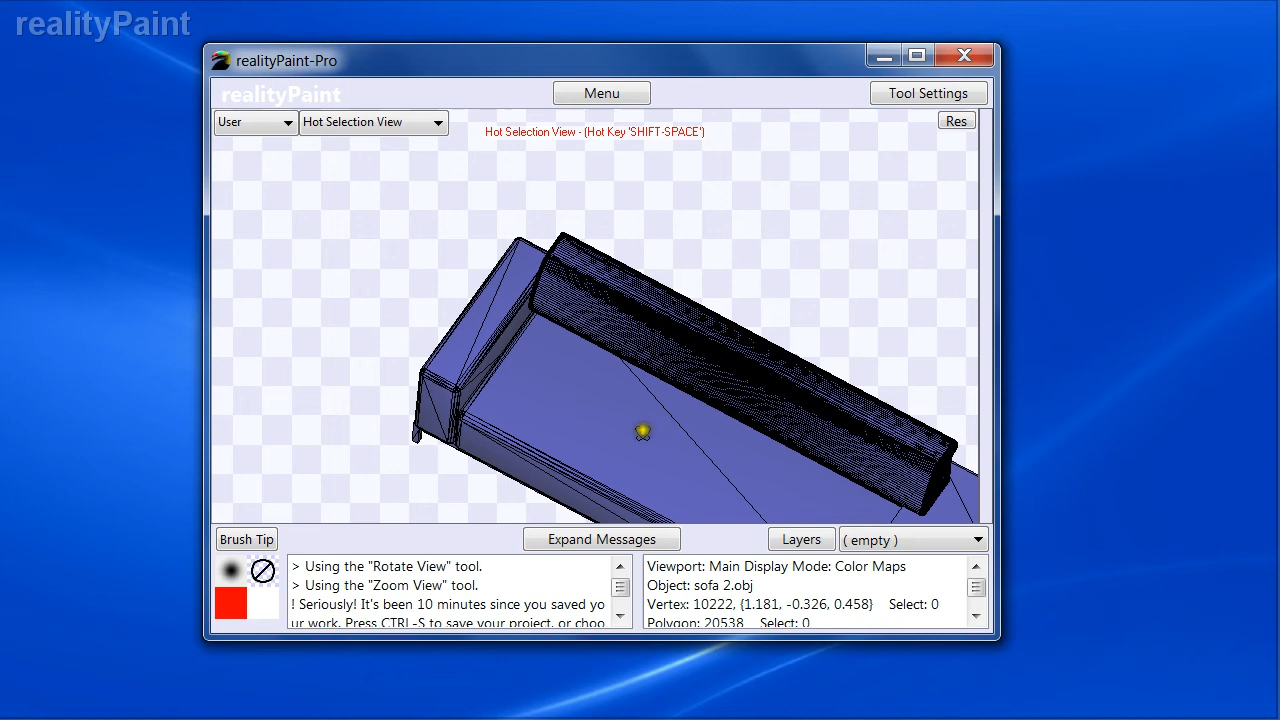 realityPaint
realityPaint-Pro
realityPaint
Menu
Tool Settings
User
Hot Selection View
Hot Selection View - (Hot Key 'SHIFT-SPACE')
Res
Brush Tip
Expand Messages
Layers
( empty )
> Using the "Rotate View" tool.
> Using the "Zoom View" tool.
! Seriously! It's been 10 minutes since you saved yo
ur work. Press CTRL-S to save your project, or choo
Viewport: Main Display Mode: Color Maps
Object: sofa 2.obj
Vertex: 10222, {1.181, -0.326, 0.458} Select: 0
Polygon: 20538 Select: 0